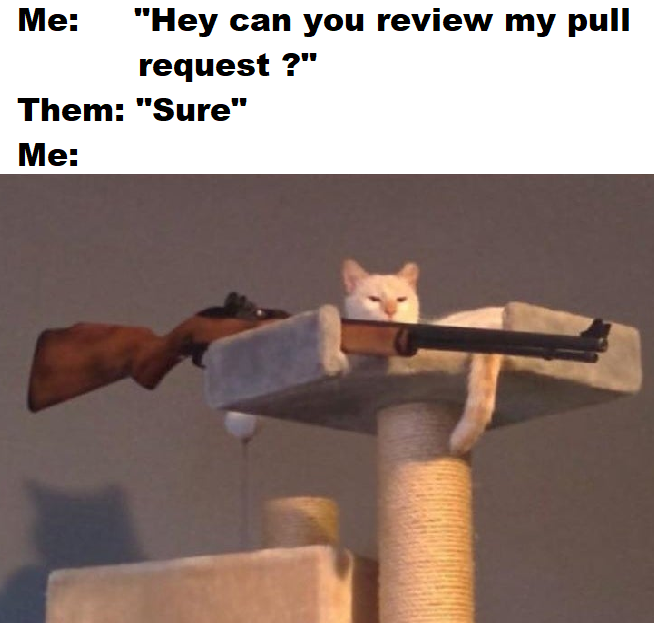 Me: "Hey can you review my pull
request ?"
Them: "Sure"
Me: